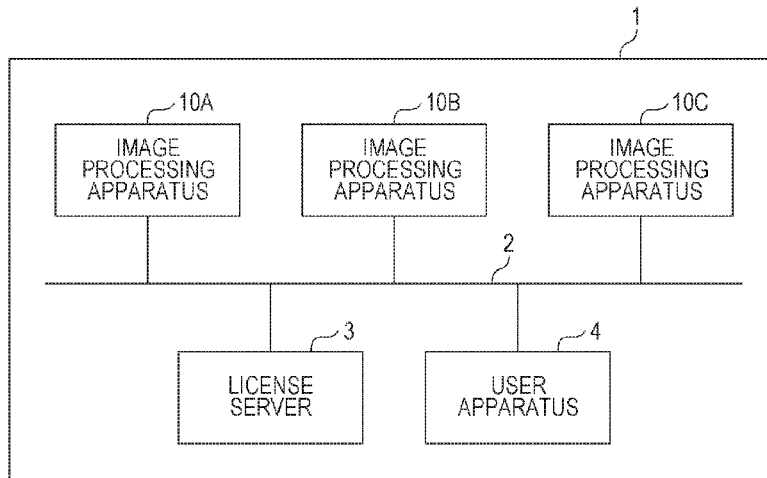 1
10A
10B
10C
IMAGE
PROCESSING
APPARATUS
IMAGE
PROCESSING
APPARATUS
IMAGE
PROCESSING
APPARATUS
2
3
4
LICENSE
SERVER
USER
APPARATUS